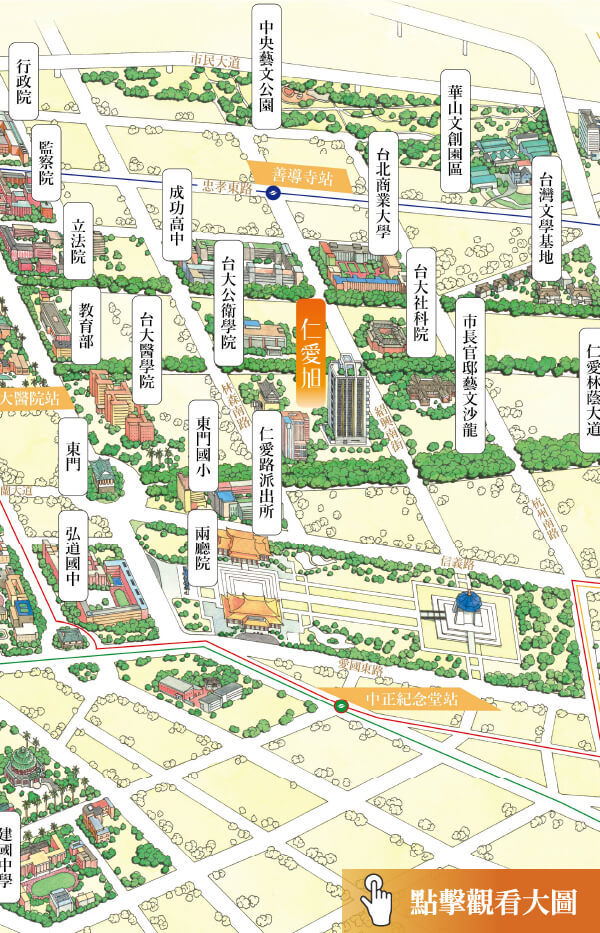 市民大道
中央藝文公園
行政院
華山文創園區
監察院
台北商業大學
善導寺站
忠孝東路
成功高中
台灣文學基地
立法院
台大公衛學院
台大社科院
教育部
台大醫學院
仁愛旭
市長官邸藝文沙龍
仁愛林蔭大道
大醫院站
林森南路
紹興南街
東門
東門國小
仁愛路派出所
蘭大道
杭州南路
弘道國中
兩廳院
信義路
愛國東路
中正紀念堂站
建國中學
點擊觀看大圖